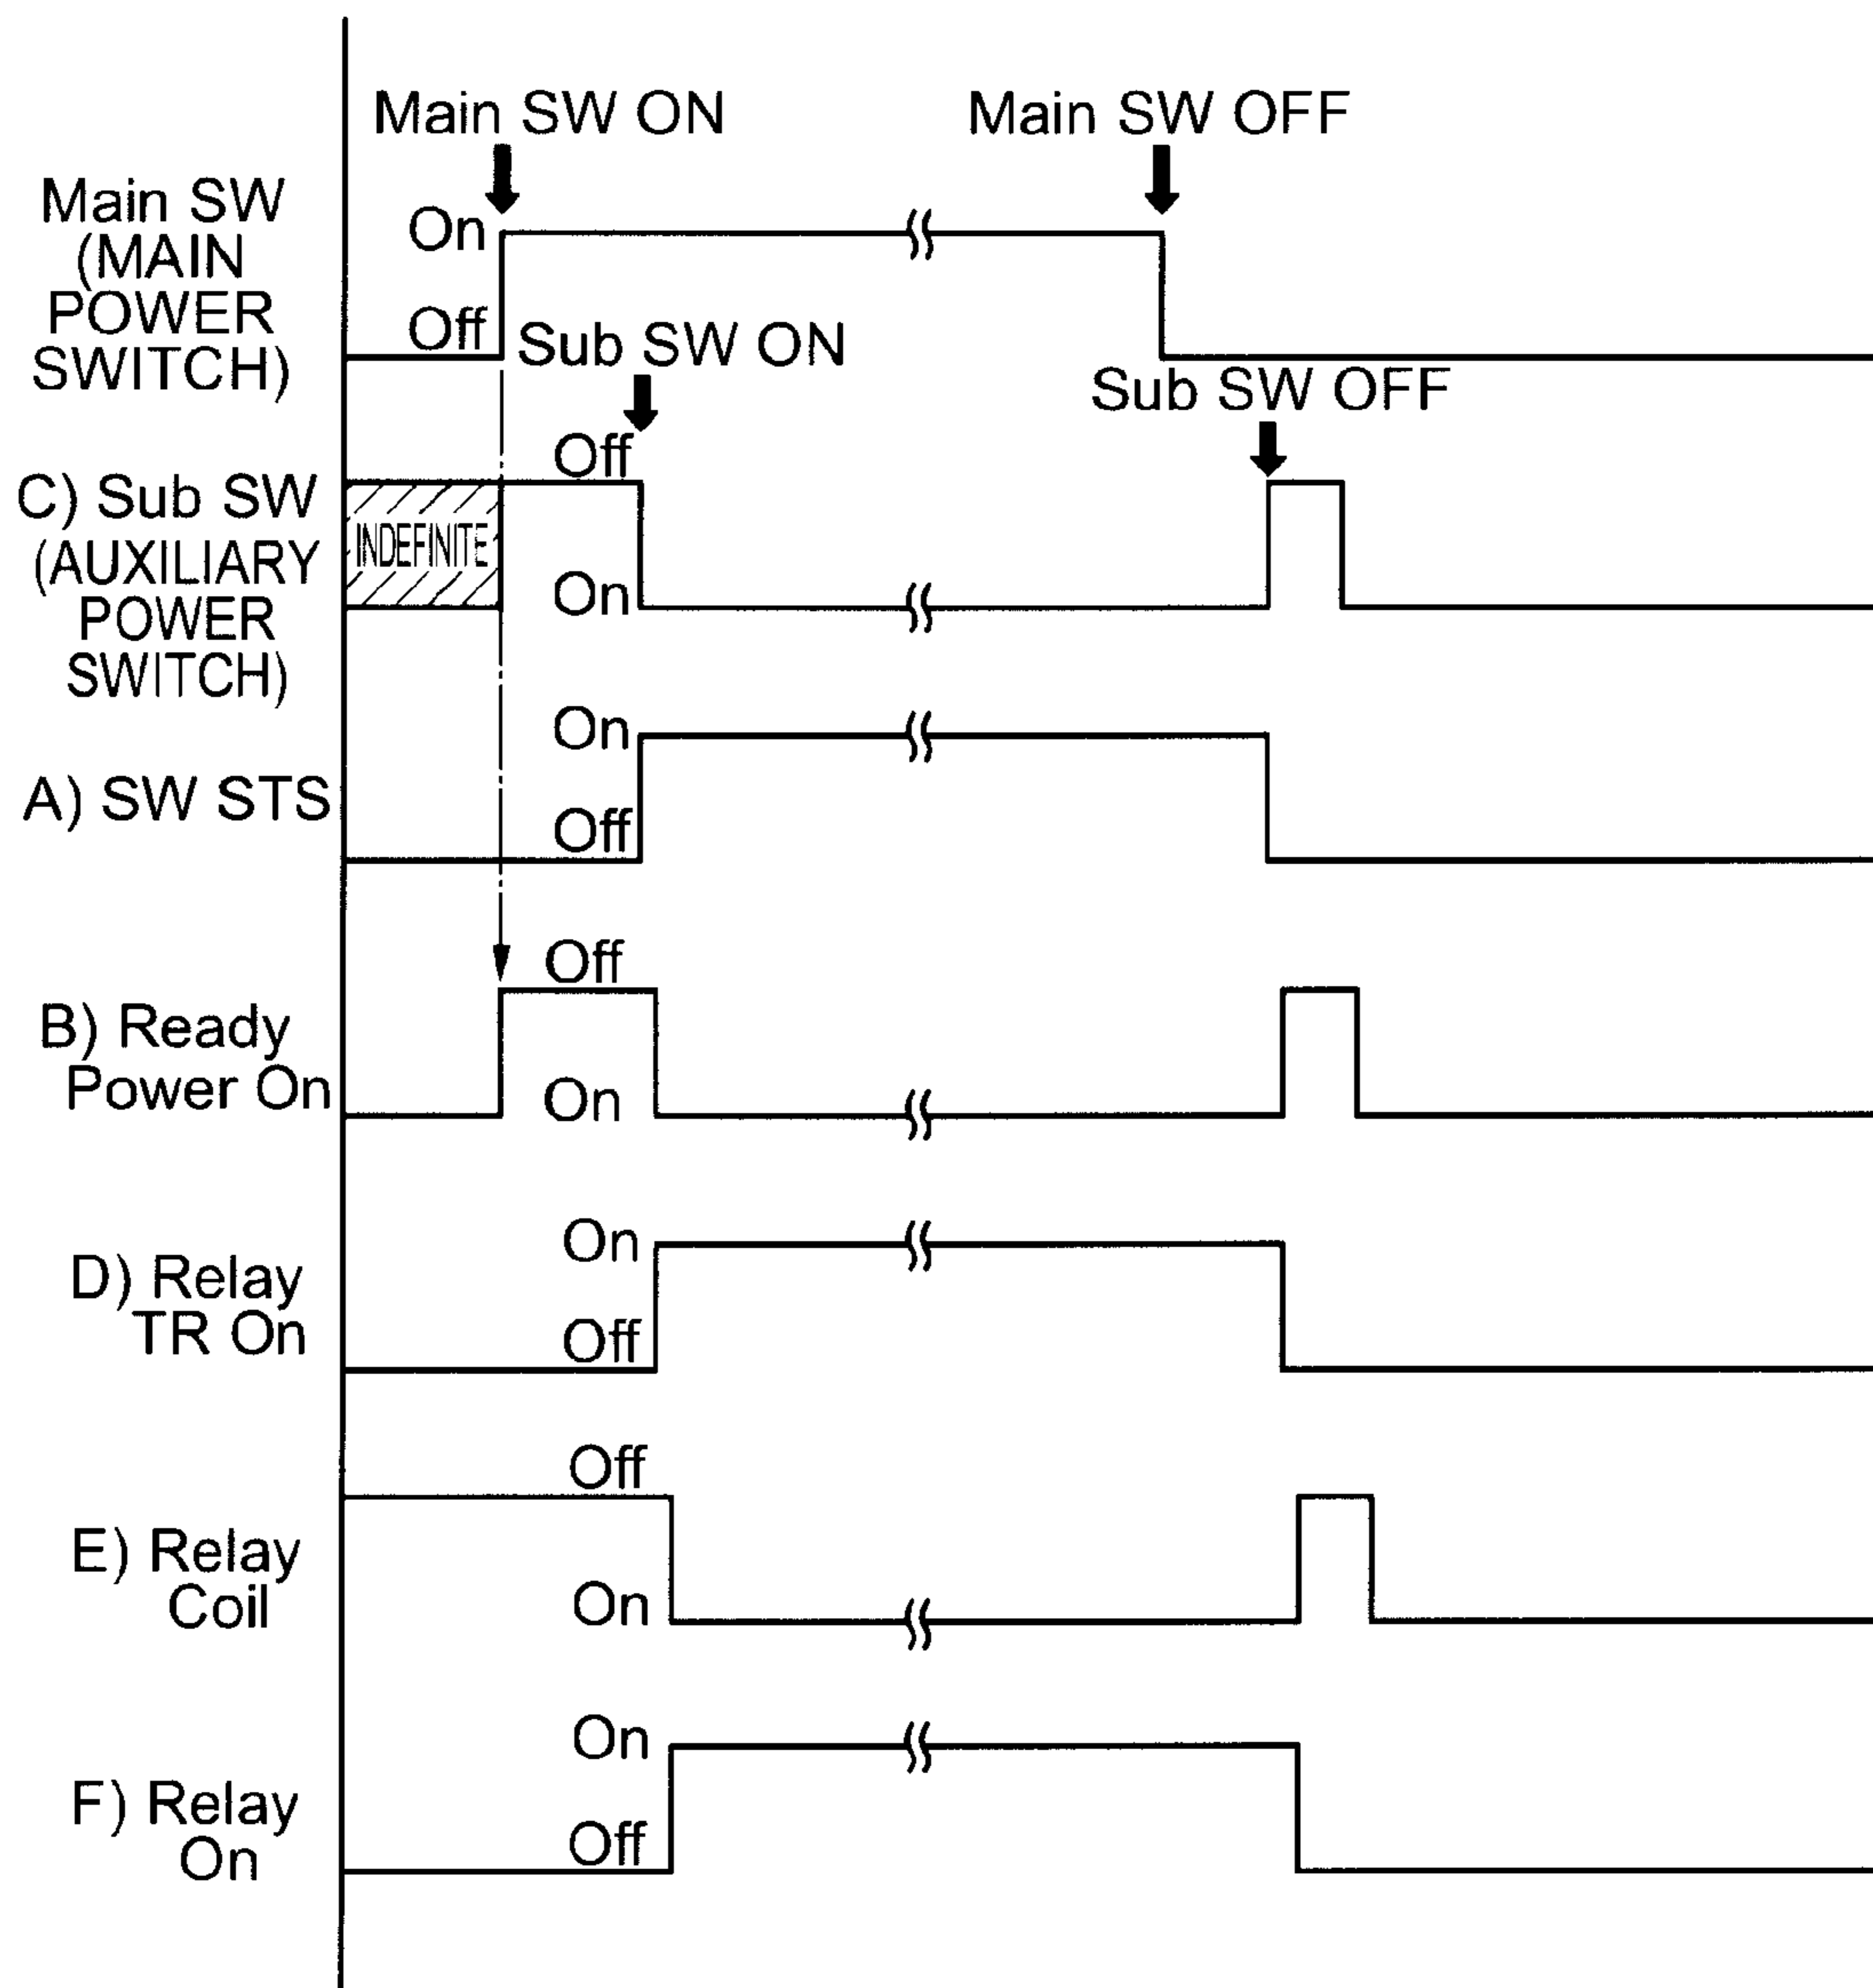 Main SW ON
Main SW OFF
Main SW
(MAIN
POWER
SWITCH)
On
Off
Sub SW ON
Sub SW OFF
C) Sub SW
(AUXILIARY
POWER
SWITCH)
Off
INDEFINITE
On
A) SW STS
On
Off
B) Ready
Power On
Off
On
D) Relay
TR On
On
Off
E) Relay
Coil
Off
On
F) Relay
On
On
Off